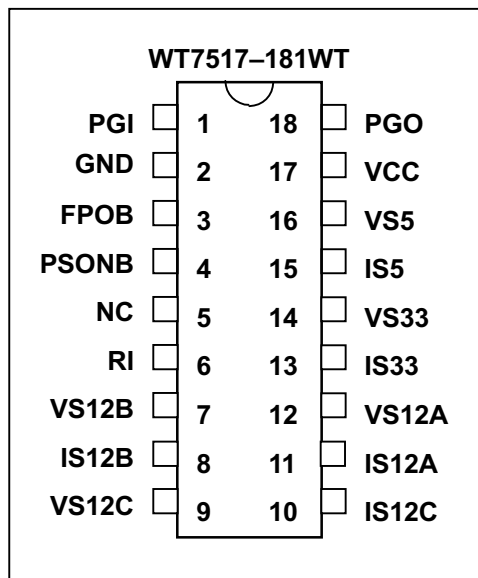 WT7517–181WT
PGI 1 18 PGO
GND 2 17 VCC
FPOB 3 16 VS5
PSONB 4 15 IS5
NC 5 14 VS33
RI 6 13 IS33
VS12B 7 12 VS12A
IS12B 8 11 IS12A
VS12C 9 10 IS12C